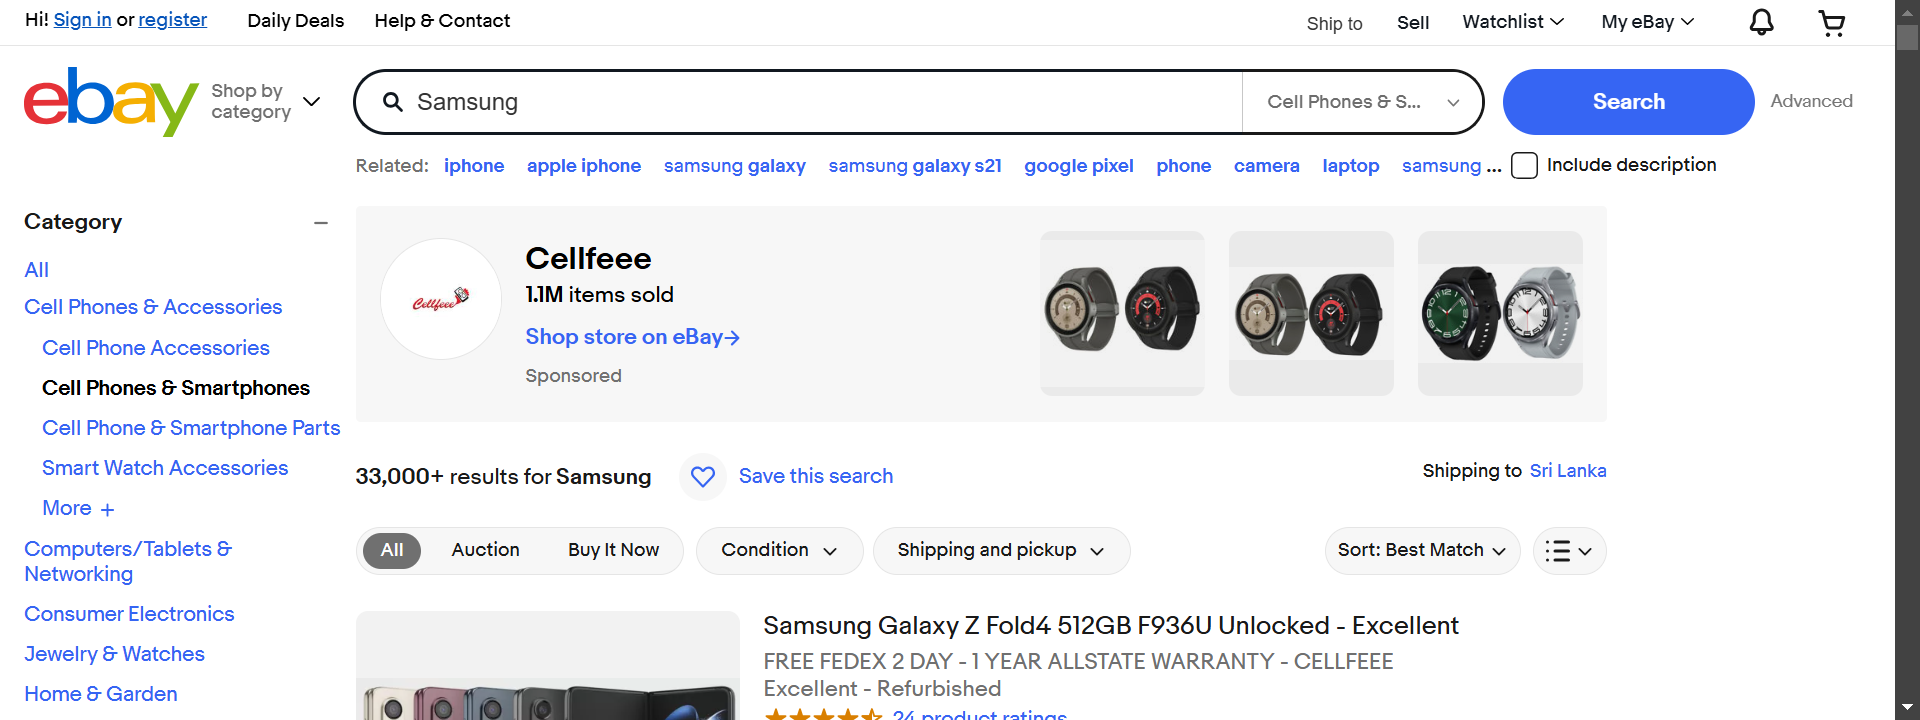 Hi! Sign in or register
Daily Deals
Help & Contact
Ship to
Sell
Watchlist
My eBay
ebay
Shop by
category
Samsung
Cell Phones & S...
Search
Advanced
Related: iphone apple iphone samsung galaxy samsung galaxy s21 google pixel phone camera laptop samsung ...
Include description
Category
All
Cell Phones & Accessories
Cell Phone Accessories
Cell Phones & Smartphones
Cell Phone & Smartphone Parts
Smart Watch Accessories
More +
Computers/Tablets &
Networking
Consumer Electronics
Jewelry & Watches
Home & Garden
Cellfeee
Cellfeee
1.1M items sold
Shop store on eBay→
Sponsored
33,000+ results for Samsung
Save this search
Shipping to Sri Lanka
All
Auction
Buy It Now
Condition
Shipping and pickup
Sort: Best Match
Samsung Galaxy Z Fold4 512GB F936U Unlocked - Excellent
FREE FEDEX 2 DAY - 1 YEAR ALLSTATE WARRANTY - CELLFEEE
Excellent - Refurbished
24 product ratings